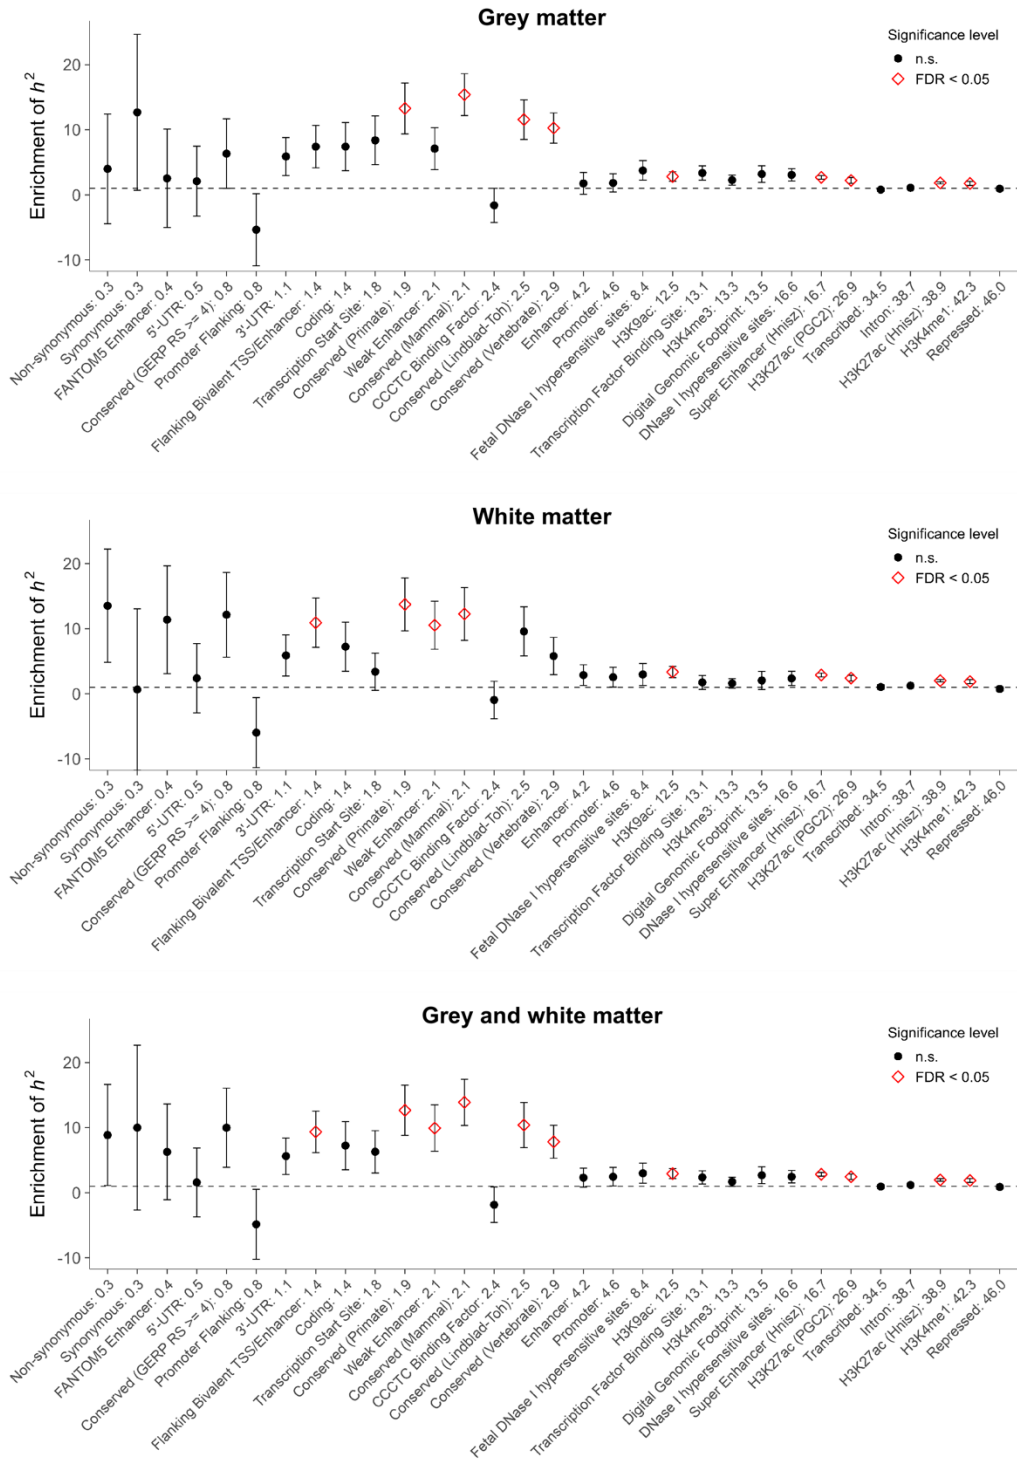 Grey matter
Significance level
n.s.
FDR < 0.05
Enrichment of h²
20
10
0
-10
Non-synonymous: 0.3
Synonymous: 0.3
FANTOM5 Enhancer: 0.4
5'-UTR: 0.5
Conserved (GERP RS >= 4): 0.8
Promoter Flanking: 0.8
3'-UTR: 1.1
Flanking Bivalent TSS/Enhancer: 1.4
Coding: 1.4
Transcription Start Site: 1.8
Conserved (Primate): 1.9
Weak Enhancer: 2.1
Conserved (Mammal): 2.1
CCCTC Binding Factor: 2.4
Conserved (Lindblad-Toh): 2.5
Conserved (Vertebrate): 2.9
Enhancer: 4.2
Promoter: 4.6
Fetal DNase I hypersensitive sites: 8.4
H3K9ac: 12.5
Transcription Factor Binding Site: 13.1
H3K4me3: 13.3
Digital Genomic Footprint: 13.5
DNase I hypersensitive sites: 16.6
Super Enhancer (Hnisz): 16.7
H3K27ac (PGC2): 26.9
Transcribed: 34.5
Intron: 38.7
H3K27ac (Hnisz): 38.9
H3K4me1: 42.3
Repressed: 46.0
White matter
Significance level
n.s.
FDR < 0.05
Enrichment of h²
20
10
0
-10
Non-synonymous: 0.3
Synonymous: 0.3
FANTOM5 Enhancer: 0.4
5'-UTR: 0.5
Conserved (GERP RS >= 4): 0.8
Promoter Flanking: 0.8
3'-UTR: 1.1
Flanking Bivalent TSS/Enhancer: 1.4
Coding: 1.4
Transcription Start Site: 1.8
Conserved (Primate): 1.9
Weak Enhancer: 2.1
Conserved (Mammal): 2.1
CCCTC Binding Factor: 2.4
Conserved (Lindblad-Toh): 2.5
Conserved (Vertebrate): 2.9
Enhancer: 4.2
Promoter: 4.6
Fetal DNase I hypersensitive sites: 8.4
H3K9ac: 12.5
Transcription Factor Binding Site: 13.1
H3K4me3: 13.3
Digital Genomic Footprint: 13.5
DNase I hypersensitive sites: 16.6
Super Enhancer (Hnisz): 16.7
H3K27ac (PGC2): 26.9
Transcribed: 34.5
Intron: 38.7
H3K27ac (Hnisz): 38.9
H3K4me1: 42.3
Repressed: 46.0
Grey and white matter
Significance level
n.s.
FDR < 0.05
Enrichment of h²
20
10
0
-10
Non-synonymous: 0.3
Synonymous: 0.3
FANTOM5 Enhancer: 0.4
5'-UTR: 0.5
Conserved (GERP RS >= 4): 0.8
Promoter Flanking: 0.8
3'-UTR: 1.1
Flanking Bivalent TSS/Enhancer: 1.4
Coding: 1.4
Transcription Start Site: 1.8
Conserved (Primate): 1.9
Weak Enhancer: 2.1
Conserved (Mammal): 2.1
CCCTC Binding Factor: 2.4
Conserved (Lindblad-Toh): 2.5
Conserved (Vertebrate): 2.9
Enhancer: 4.2
Promoter: 4.6
Fetal DNase I hypersensitive sites: 8.4
H3K9ac: 12.5
Transcription Factor Binding Site: 13.1
H3K4me3: 13.3
Digital Genomic Footprint: 13.5
DNase I hypersensitive sites: 16.6
Super Enhancer (Hnisz): 16.7
H3K27ac (PGC2): 26.9
Transcribed: 34.5
Intron: 38.7
H3K27ac (Hnisz): 38.9
H3K4me1: 42.3
Repressed: 46.0